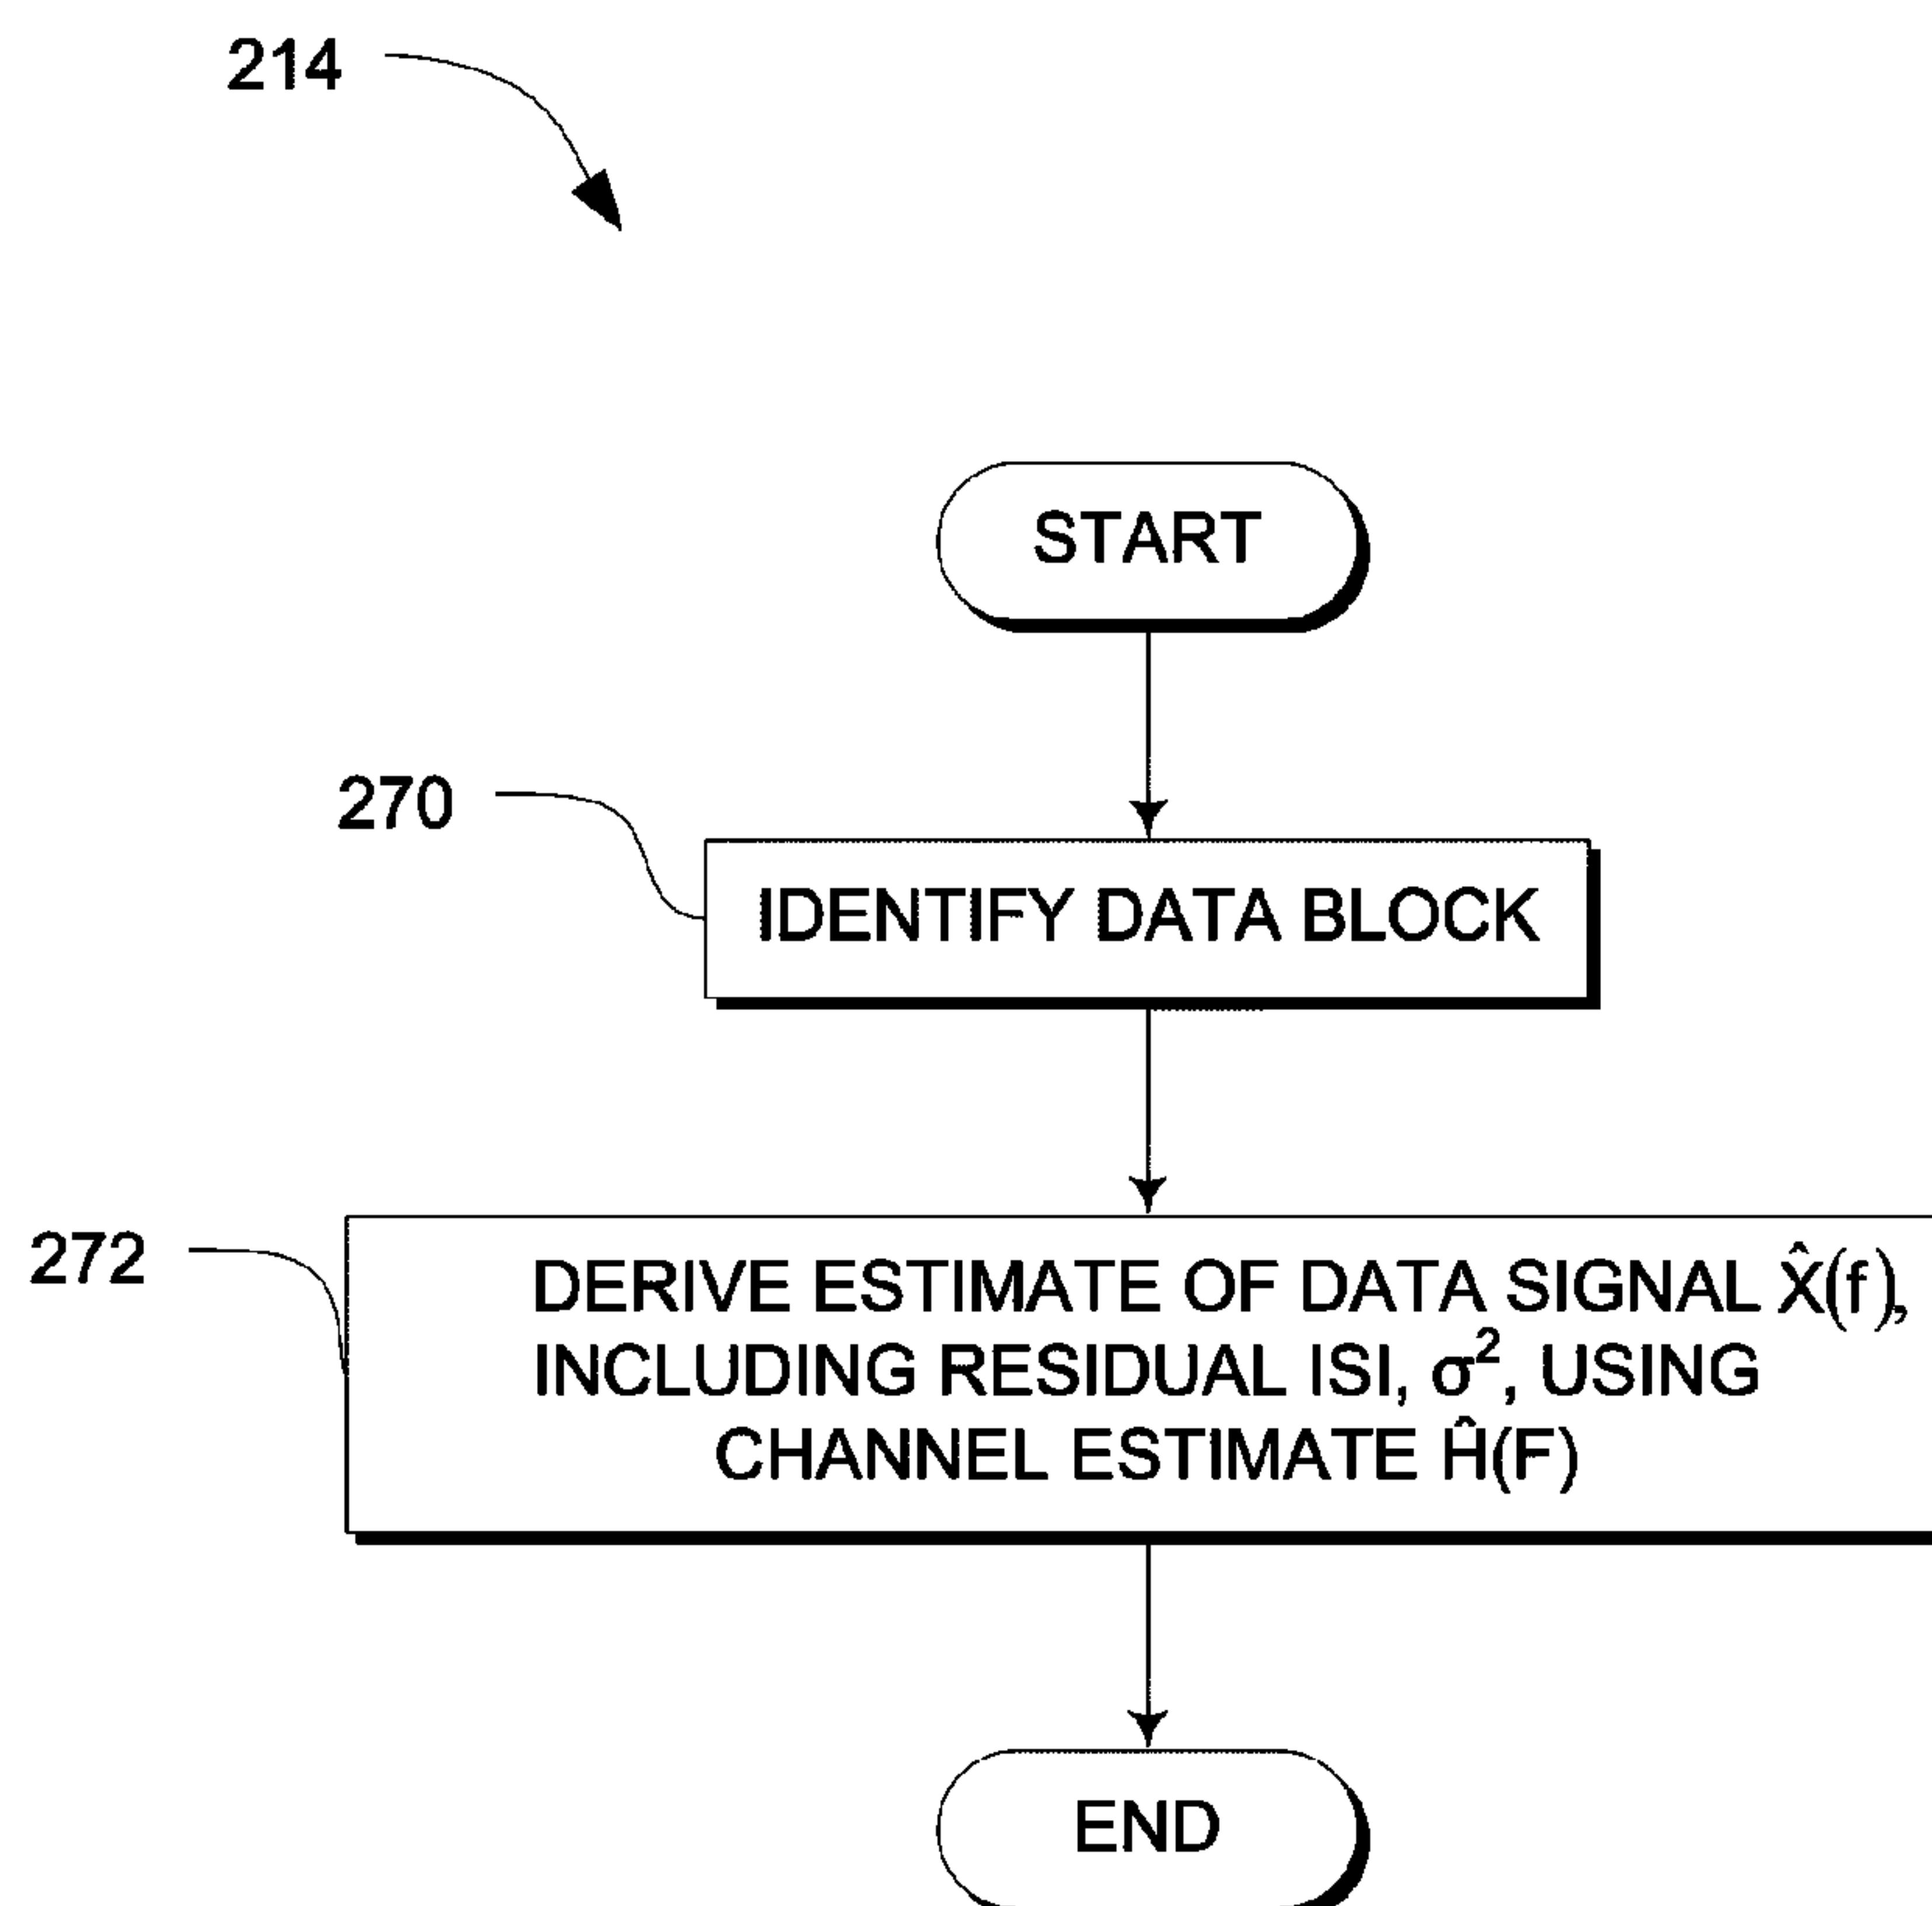 214
START
270
IDENTIFY DATA BLOCK
272
DERIVE ESTIMATE OF DATA SIGNAL X̂(f),
INCLUDING RESIDUAL ISI, σ², USING
CHANNEL ESTIMATE Ĥ(F)
END